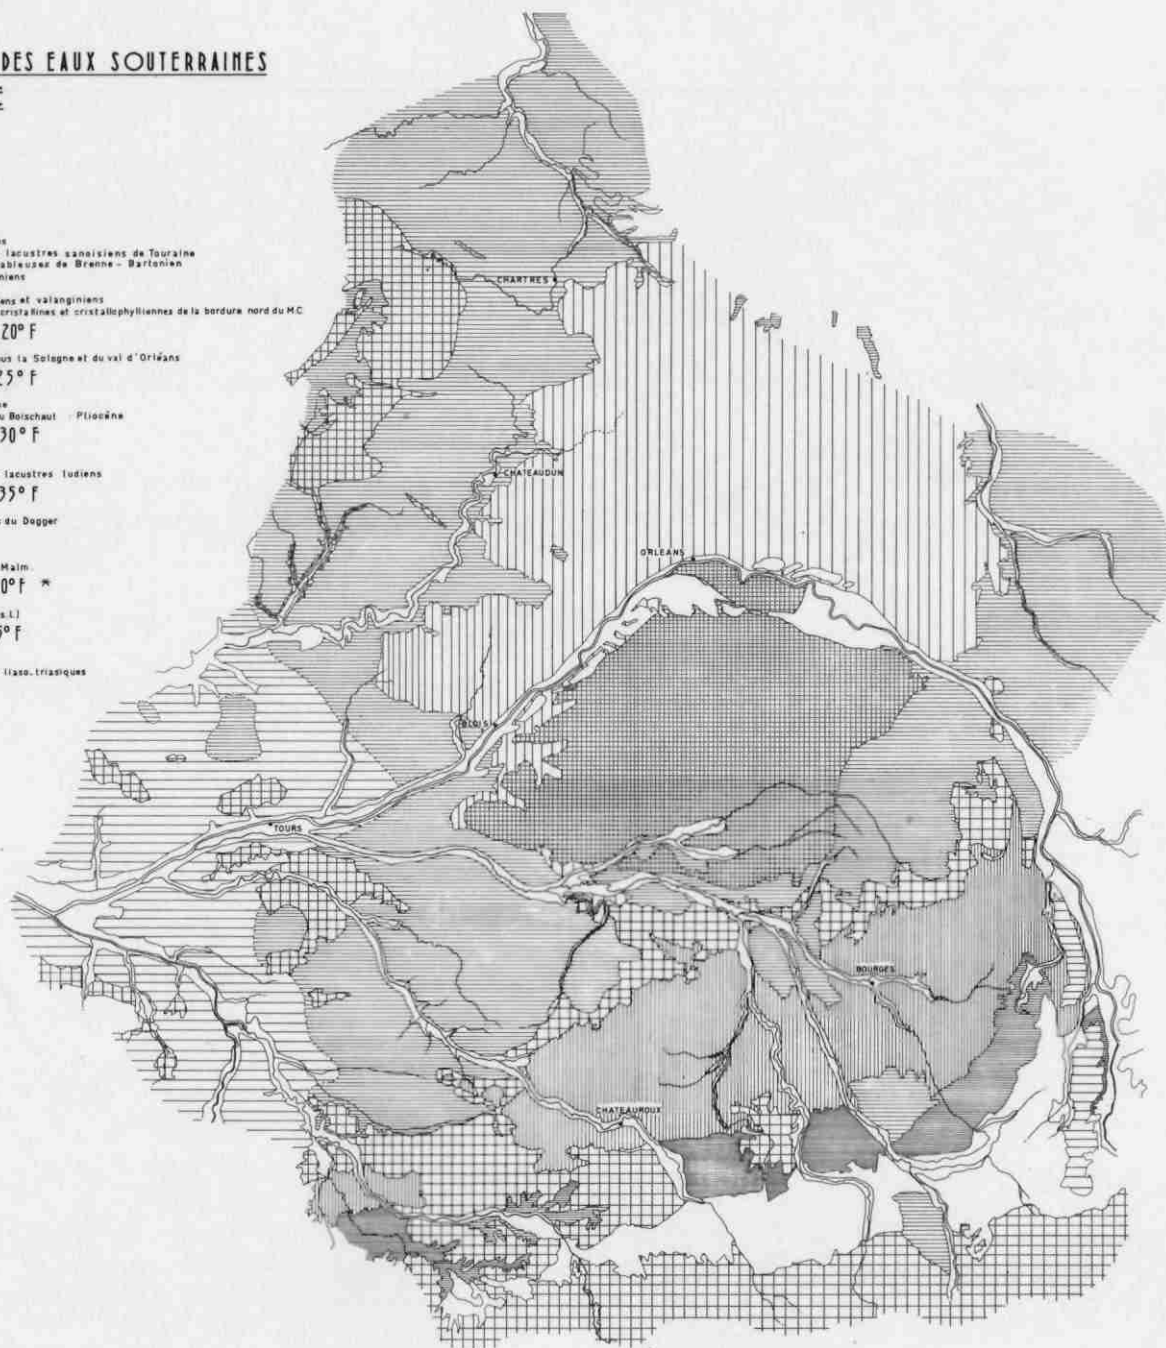 DES EAUX SOUTERRAINES
lacustres sanoisiens de Touraine
ableuses de Brenne - Bartonien
niens
ens et valanginiens
cristallines et cristallophylliennes de la bordure nord du M.C
20° F
us la Sologne et du val d'Orléans
25° F
u Boischaut : Pliocène
30° F
lacustres ludiens
35° F
du Dogger
Malm.
0° F *
s.l.)
5° F
liaso-triasiques
CHARTRES
CHATEAUDUN
ORLEANS
BLOIS
TOURS
BOURGES
CHATEAUROUX